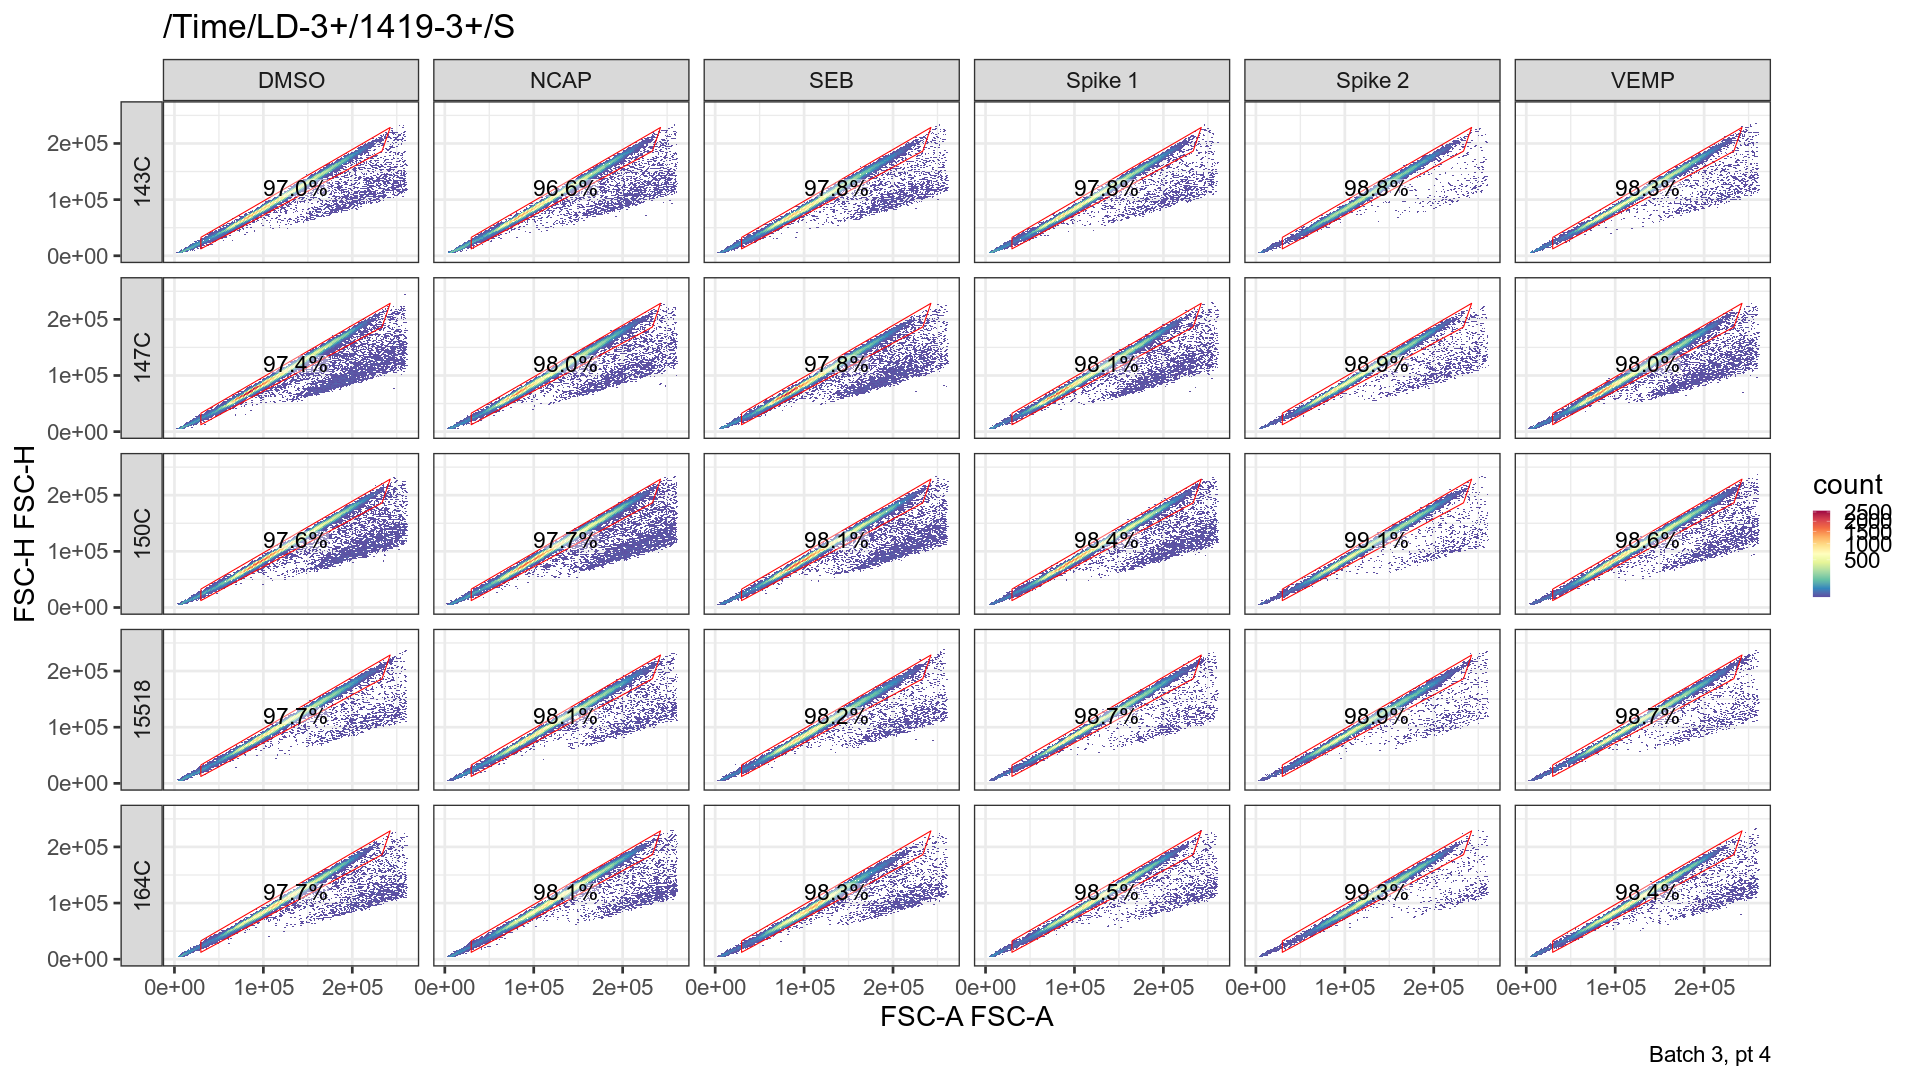 /Time/LD-3+/1419-3+/S
DMSO NCAP SEB Spike 1 Spike 2 VEMP
143C
2e+05
1e+05
0e+00
97.0% 96.6% 97.8% 97.8% 98.8% 98.3%
147C
2e+05
1e+05
0e+00
97.4% 98.0% 97.8% 98.1% 98.9% 98.0%
150C
2e+05
1e+05
0e+00
97.6% 97.7% 98.1% 98.4% 99.1% 98.6%
15518
2e+05
1e+05
0e+00
97.7% 98.1% 98.2% 98.7% 98.9% 98.7%
164C
2e+05
1e+05
0e+00
97.7% 98.1% 98.3% 98.5% 99.3% 98.4%
0e+00 1e+05 2e+05 0e+00 1e+05 2e+05 0e+00 1e+05 2e+05 0e+00 1e+05 2e+05 0e+00 1e+05 2e+05 0e+00 1e+05 2e+05
FSC-A FSC-A
FSC-H FSC-H
count
2500
2000
1500
1000
500
Batch 3, pt 4